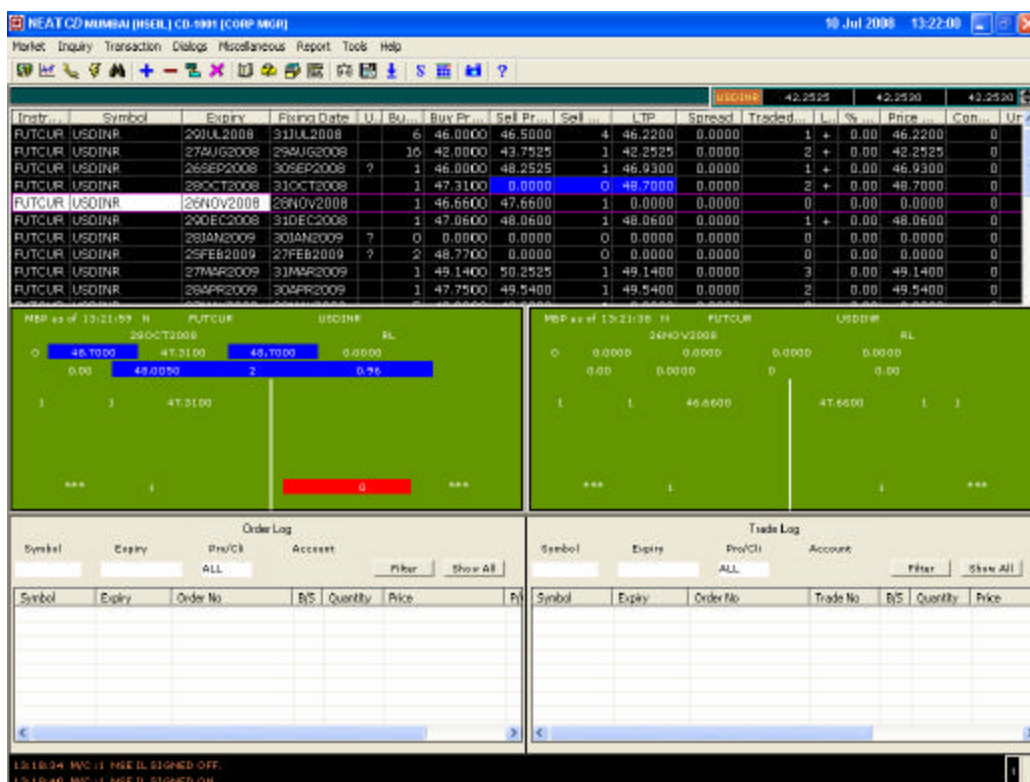 NEAT CD MUMBAI [NSEIL] CD-1001 [CORP MGR] 10 Jul 2008 13:22:00
Market Inquiry Transaction Dialogs Miscellaneous Report Tools Help
USDINR 42.2525 42.2520 42.2520
Instr... Symbol Expiry Fixing Date U... Bu... Buy Pr... Sell Pr... Sell ... LTP Spread Traded... L... % ... Price ... Con... Ur
FUTCUR USDINR 29JUL2008 31JUL2008 6 46.0000 46.5000 4 46.2200 0.0000 1 + 0.00 46.2200 0
FUTCUR USDINR 27AUG2008 29AUG2008 16 42.0000 43.7525 1 42.2525 0.0000 2 + 0.00 42.2525 0
FUTCUR USDINR 26SEP2008 30SEP2008 ? 1 46.0000 48.2525 1 46.9300 0.0000 1 + 0.00 46.9300 0
FUTCUR USDINR 28OCT2008 31OCT2008 1 47.3100 0.0000 0 48.7000 0.0000 2 + 0.00 48.7000 0
FUTCUR USDINR 26NOV2008 28NOV2008 1 46.6600 47.6600 1 0.0000 0.0000 0 0.00 0.0000 0
FUTCUR USDINR 29DEC2008 31DEC2008 1 47.0600 48.0600 1 48.0600 0.0000 1 + 0.00 48.0600 0
FUTCUR USDINR 28JAN2009 30JAN2009 ? 0 0.0000 0.0000 0 0.0000 0.0000 0 0.00 0.0000 0
FUTCUR USDINR 25FEB2009 27FEB2009 ? 2 48.7700 0.0000 0 0.0000 0.0000 0 0.00 0.0000 0
FUTCUR USDINR 27MAR2009 31MAR2009 1 49.1400 50.2525 1 49.1400 0.0000 3 0.00 49.1400 0
FUTCUR USDINR 28APR2009 30APR2009 1 47.7500 49.5400 1 49.5400 0.0000 2 0.00 49.5400 0
MBP as of 13:21:59 N FUTCUR USDINR
28OCT2008 RL
0 48.7000 47.3100 48.7000 0.0000
0.00 48.0050 2 0.96
1 1 47.3100
*** 1 0 ***
MBP as of 13:21:38 N FUTCUR USDINR
26NOV2008 RL
0 0.0000 0.0000 0.0000 0.0000
0.00 0.0000 0 0.00
1 1 46.6600 47.6600 1 1
*** 1 1 ***
Order Log
Symbol Expiry Pro/Cli Account
ALL Filter Show All
Symbol Expiry Order No B/S Quantity Price P/
Trade Log
Symbol Expiry Pro/Cli Account
ALL Filter Show All
Symbol Expiry Order No Trade No B/S Quantity Price
13:18:34 M/C :1 NSE IL SIGNED OFF.
13:18:40 M/C :1 NSE IL SIGNED ON